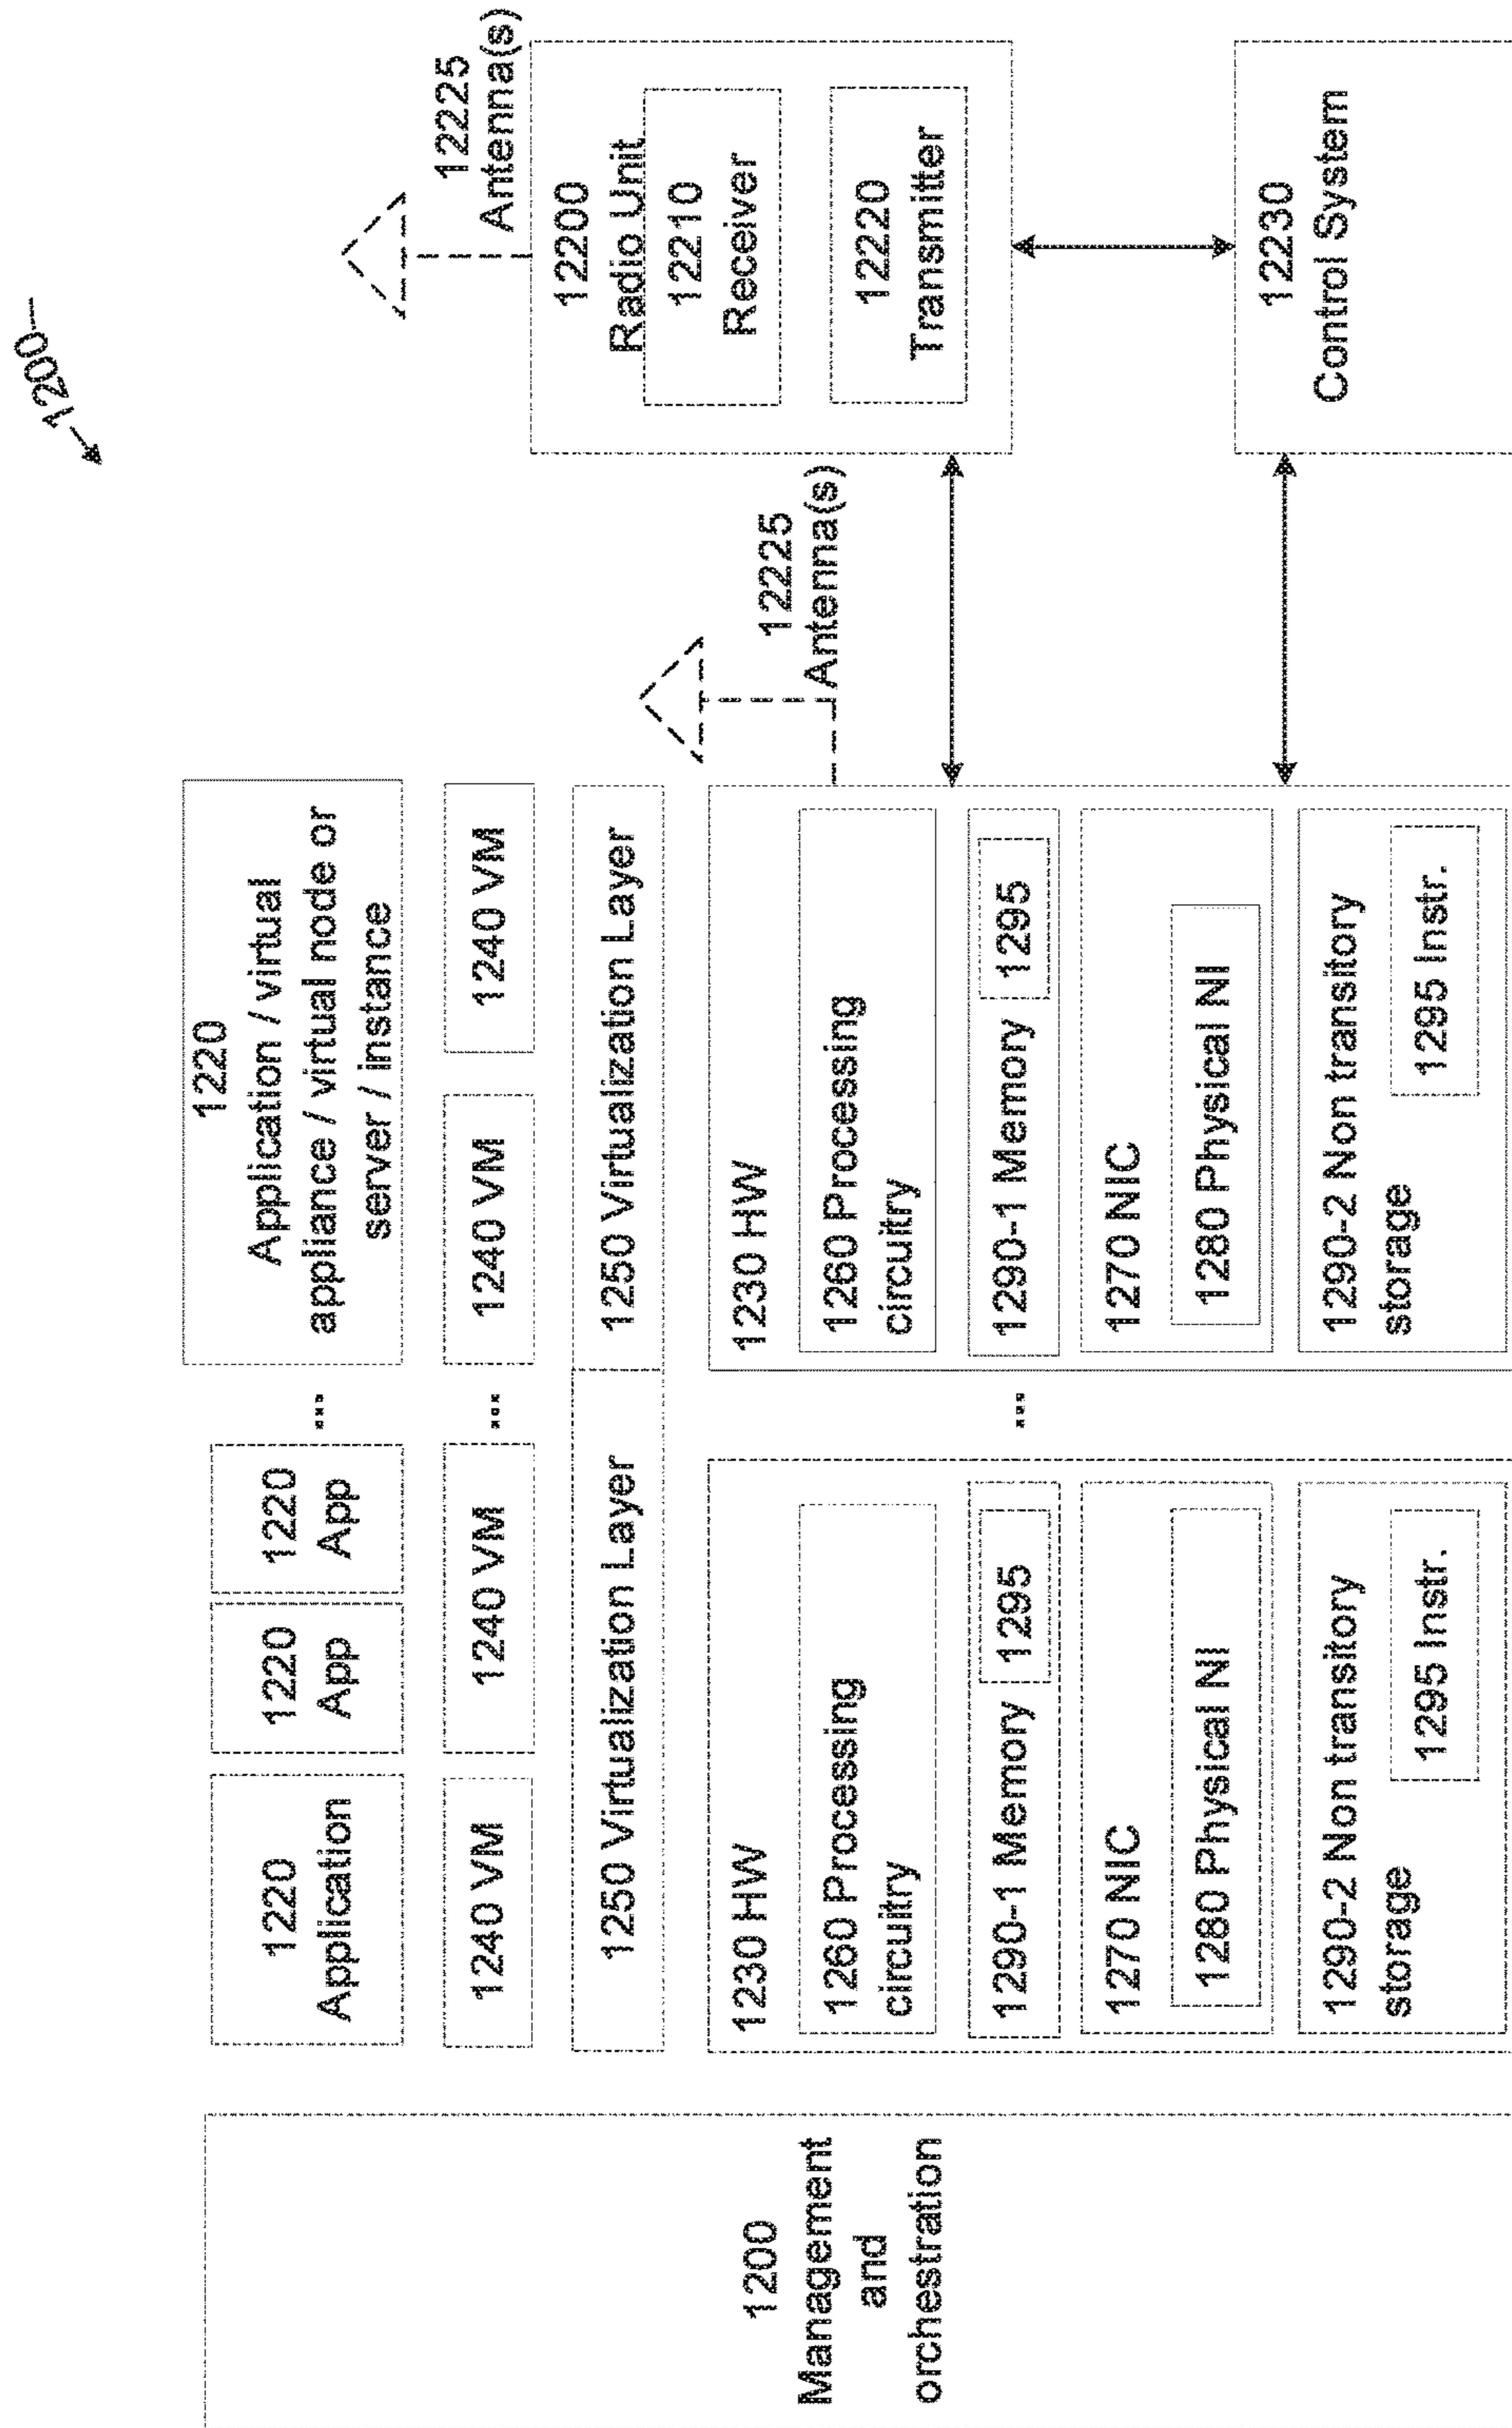 1200
1200
Management
and
orchestration
1220
Application
1220
App
1220
App
...
1220
Application / virtual
appliance / virtual node or
server / instance
1240 VM
1240 VM
...
1240 VM
1240 VM
1250 Virtualization Layer
1250 Virtualization Layer
1230 HW
1260 Processing
circuitry
1290-1 Memory
1295
1270 NIC
1280 Physical NI
1290-2 Non transitory
storage
1295 Instr.
...
1230 HW
1260 Processing
circuitry
1290-1 Memory
1295
1270 NIC
1280 Physical NI
1290-2 Non transitory
storage
1295 Instr.
12225
Antenna(s)
12225
Antenna(s)
12200
Radio Unit
12210
Receiver
12220
Transmitter
12230
Control System